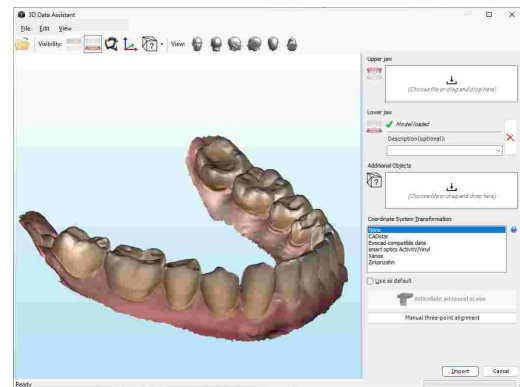 3D Data Assistant
File Edit View
Visibility: View:
Upper jaw
(Choose file or drag and drop here)
Lower jaw
Model loaded
Description (optional):
Additional Objects
(Choose file or drag and drop here)
Coordinate System Transformation
None
CADstar
Exocad-compatible data
smart optics Activity/Vinyl
Xanos
Zirkonzahn
Use as default
Articulate intraoral scans
Manual three-point alignment
Import Cancel
Ready